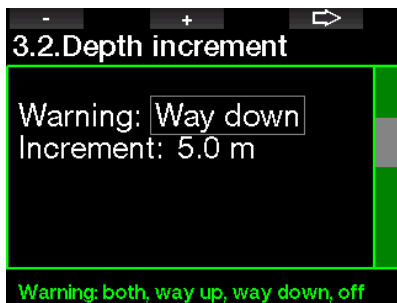 - +
3.2.Depth increment
Warning: Way down
Increment: 5.0 m
Warning: both, way up, way down, off